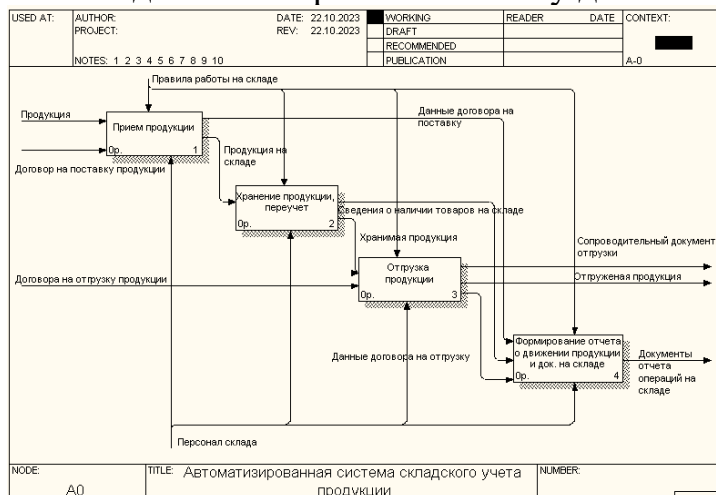 USED AT:
AUTHOR:
DATE: 22.10.2023
WORKING
READER
DATE
CONTEXT:
PROJECT:
REV: 22.10.2023
DRAFT
RECOMMENDED
NOTES: 1 2 3 4 5 6 7 8 9 10
PUBLICATION
A-0
Правила работы на складе
Продукция
Прием продукции
0р.
1
Данные договора на
поставку
Договор на поставку продукции
Продукция на
складе
Хранение продукции,
переучет
0р.
2
Сведения о наличии товаров на складе
Хранимая продукция
Сопроводительный документ
отгрузки
Договора на отгрузку продукции
Отгрузка
продукции
0р.
3
Отгруженая продукция
Данные договора на отгрузку
Формирование отчета
о движении продукции
и док. на складе
0р.
4
Документы
отчета
операций на
складе
Персонал склада
NODE:
TITLE:
Автоматизированная система складского учета
продукции
NUMBER:
A0